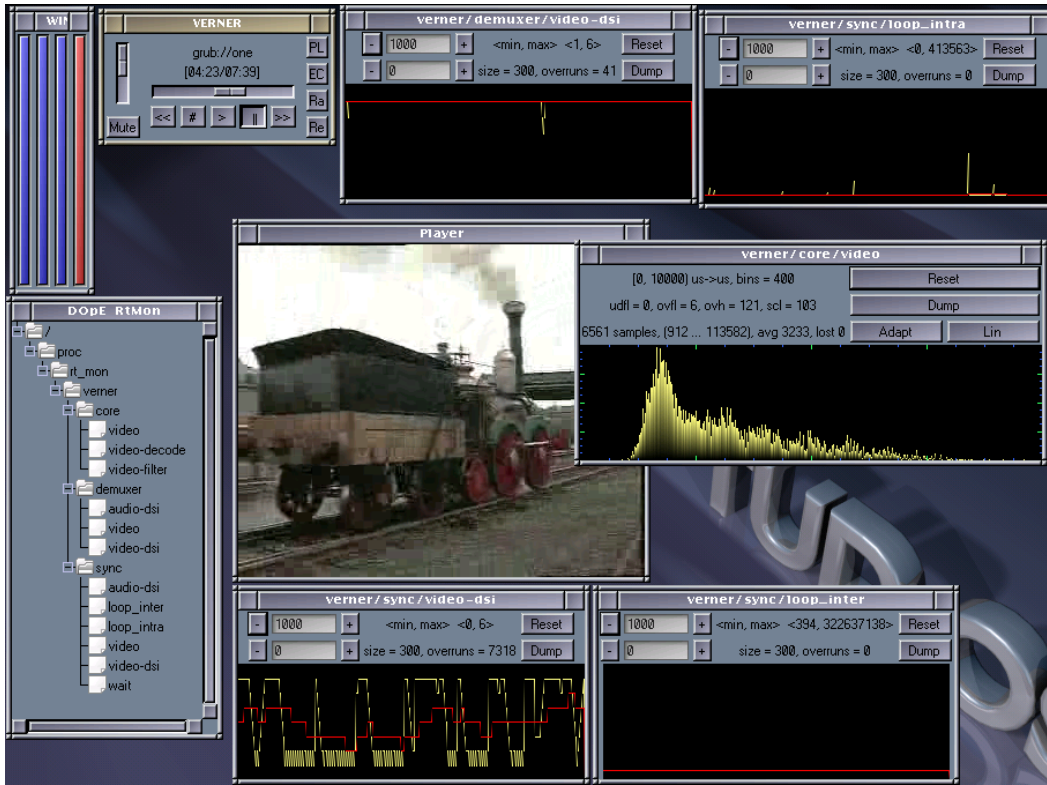 WIN
VERNER
grub://one
[04:23/07:39]
PL
EC
Ra
Re
Mute
<<
#
>
||
>>
verner/demuxer/video-dsi
- 1000 + <min, max> <1, 6> Reset
- 0 + size = 300, overruns = 41 Dump
verner/sync/loop_intra
- 1000 + <min, max> <0, 413563> Reset
- 0 + size = 300, overruns = 0 Dump
Player
verner/core/video
[0, 10000) us->us, bins = 400 Reset
udfl = 0, ovfl = 6, ovh = 121, scl = 103 Dump
6561 samples, (912 ... 113582), avg 3233, lost 0 Adapt Lin
DOpE RtMon
/
proc
rt_mon
verner
core
video
video-decode
video-filter
demuxer
audio-dsi
video
video-dsi
sync
audio-dsi
loop_inter
loop_intra
video
video-dsi
wait
verner/sync/video-dsi
- 1000 + <min, max> <0, 6> Reset
- 0 + size = 300, overruns = 7318 Dump
verner/sync/loop_inter
- 1000 + <min, max> <394, 322637138> Reset
- 0 + size = 300, overruns = 0 Dump
TUD